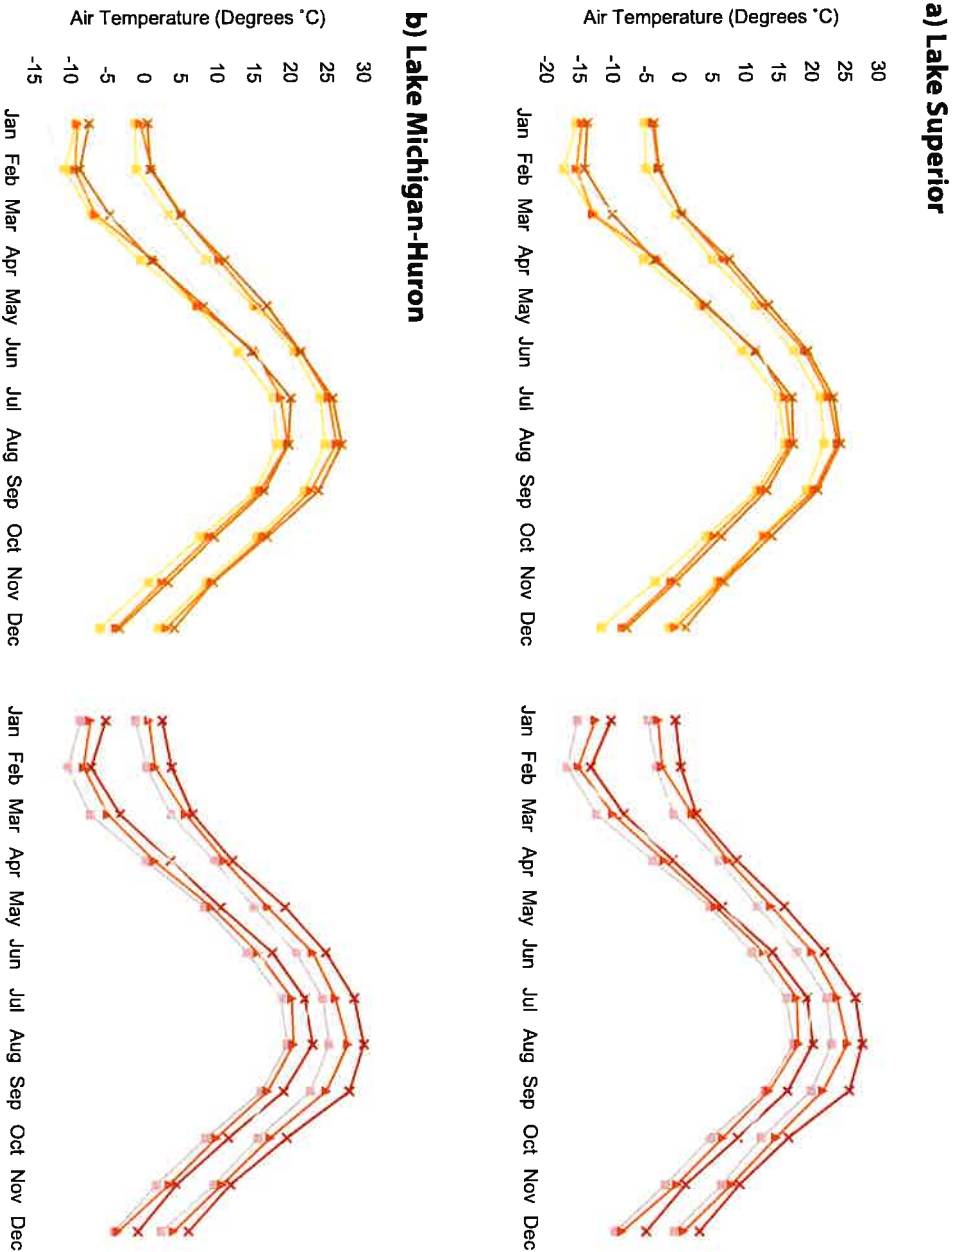 a) Lake Superior
Air Temperature (Degrees ˚C)
30
25
20
15
10
5
0
-5
-10
-15
-20
Jan Feb Mar Apr May Jun Jul Aug Sep Oct Nov Dec
Jan Feb Mar Apr May Jun Jul Aug Sep Oct Nov Dec
b) Lake Michigan-Huron
Air Temperature (Degrees ˚C)
30
25
20
15
10
5
0
-5
-10
-15
Jan Feb Mar Apr May Jun Jul Aug Sep Oct Nov Dec
Jan Feb Mar Apr May Jun Jul Aug Sep Oct Nov Dec